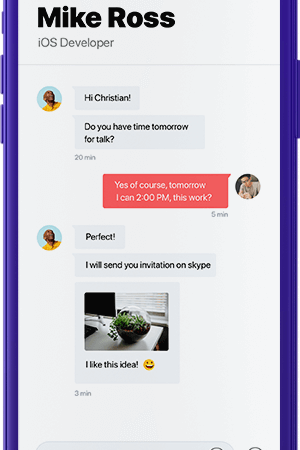 Mike Ross
iOS Developer
Hi Christian!
Do you have time tomorrow
for talk?
20 min
Yes of course, tomorrow
I can 2:00 PM, this work?
5 min
Perfect!
I will send you invitation on skype
I like this idea! 😀
3 min